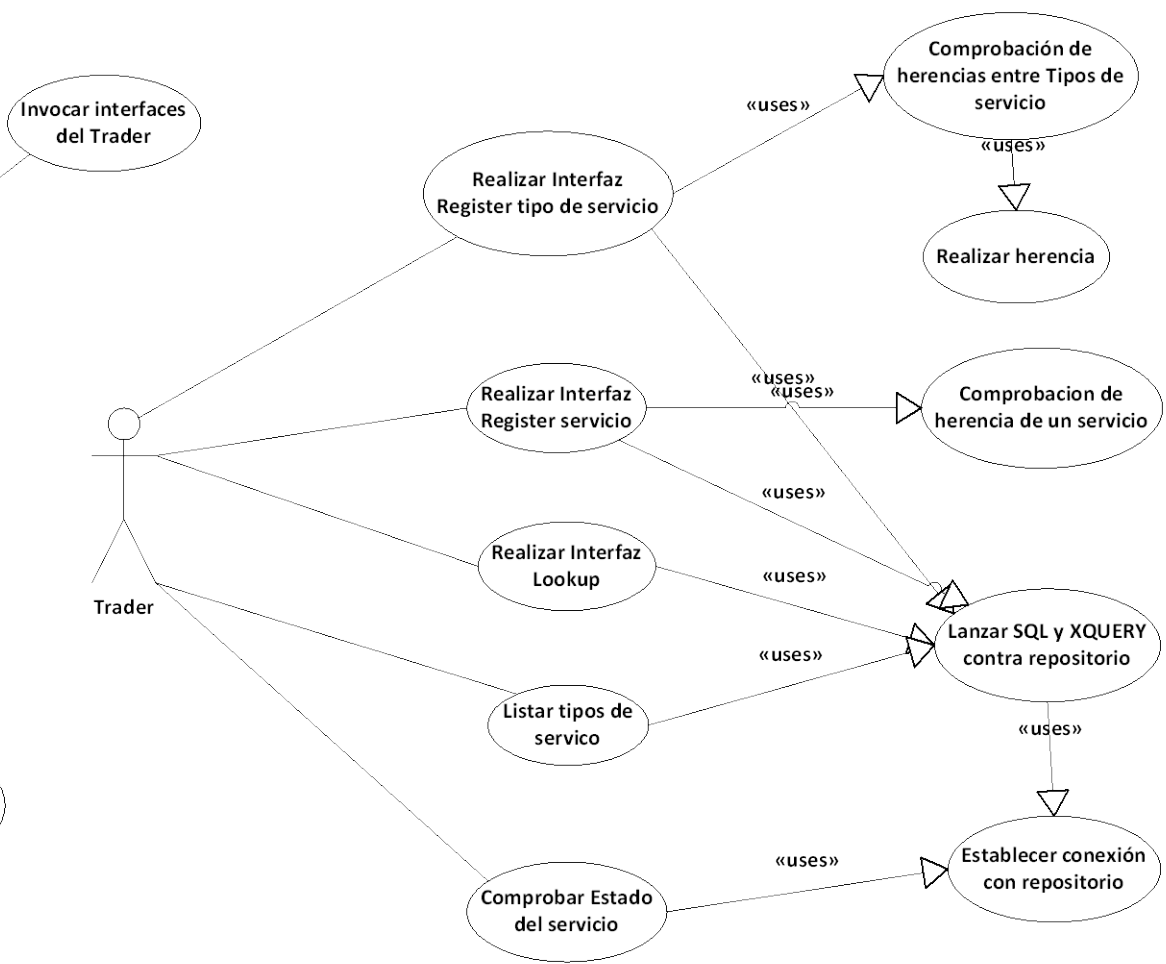 Comprobación de
herencias entre Tipos de
servicio
Invocar interfaces
del Trader
«uses»
«uses»
Realizar Interfaz
Register tipo de servicio
Realizar herencia
«uses»
«uses»
Realizar Interfaz
Register servicio
Comprobacion de
herencia de un servicio
«uses»
Realizar Interfaz
Lookup
«uses»
Trader
Lanzar SQL y XQUERY
contra repositorio
«uses»
Listar tipos de
servico
«uses»
Establecer conexión
con repositorio
«uses»
Comprobar Estado
del servicio